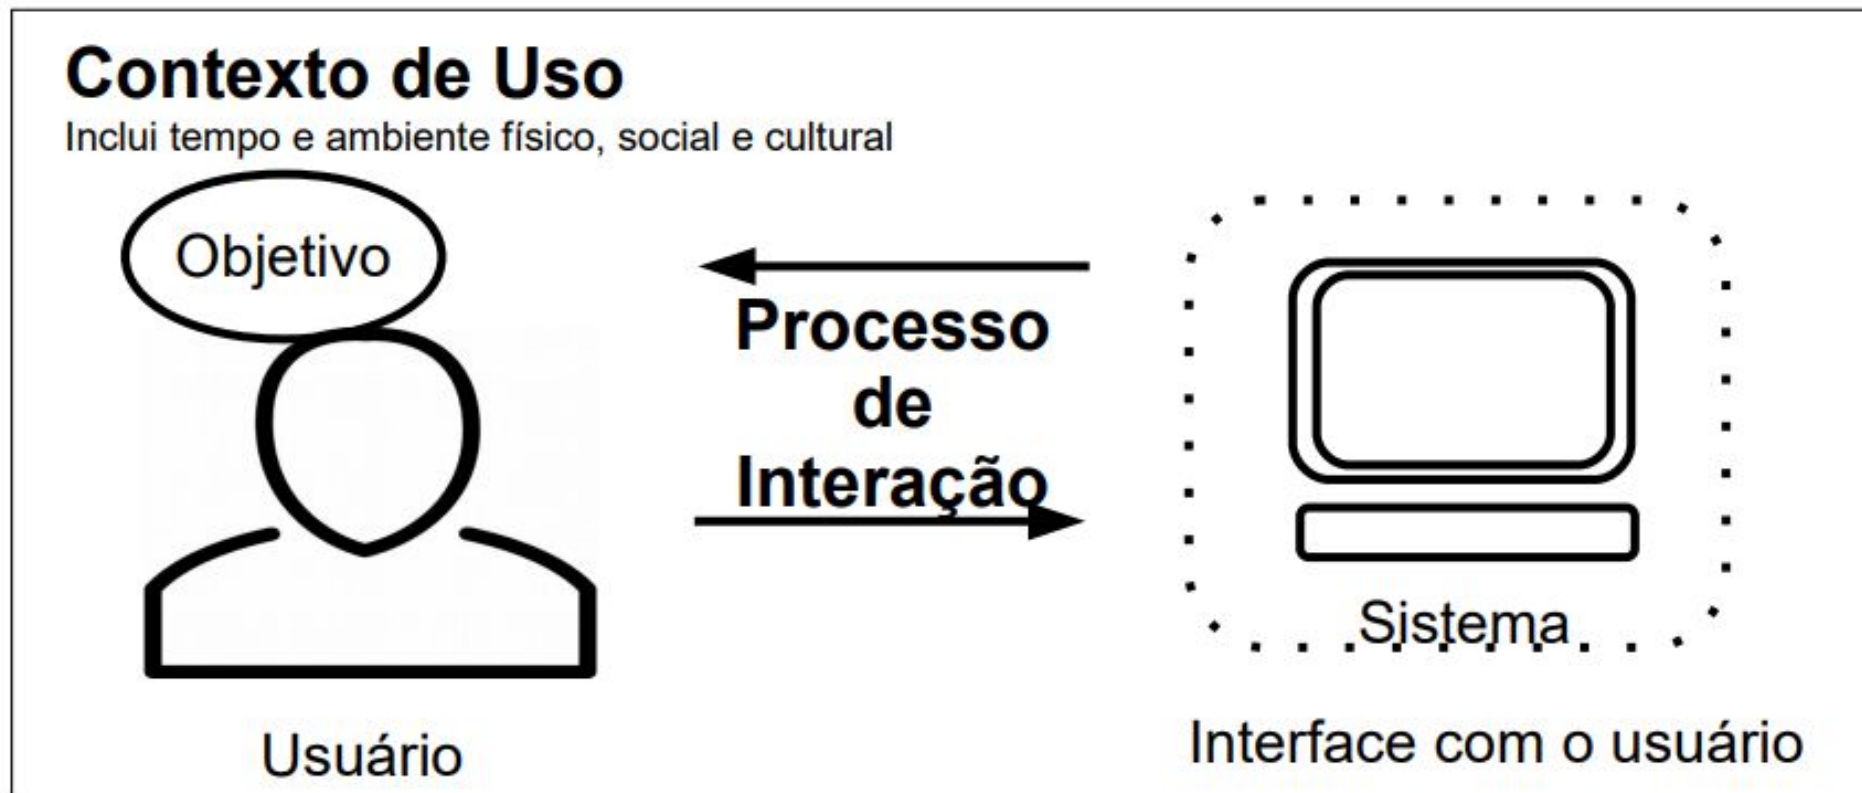 Contexto de Uso
Inclui tempo e ambiente físico, social e cultural
Objetivo
Processo
de
Interação
Sistema
Usuário
Interface com o usuário